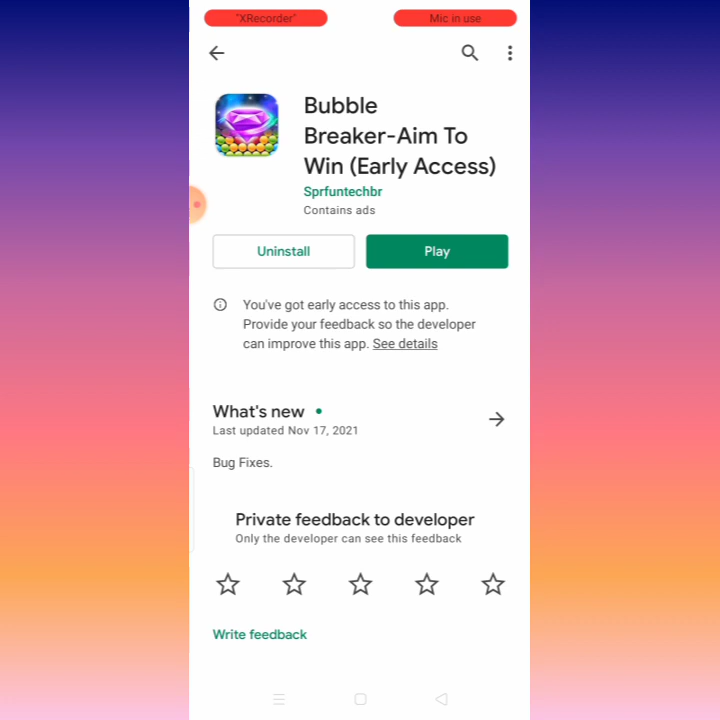 "XRecorder"
Mic in use
Bubble
Breaker-Aim To
Win (Early Access)
Sprfuntechbr
Contains ads
Uninstall
Play
You've got early access to this app.
Provide your feedback so the developer
can improve this app. See details
What's new
Last updated Nov 17, 2021
Bug Fixes.
Private feedback to developer
Only the developer can see this feedback
Write feedback